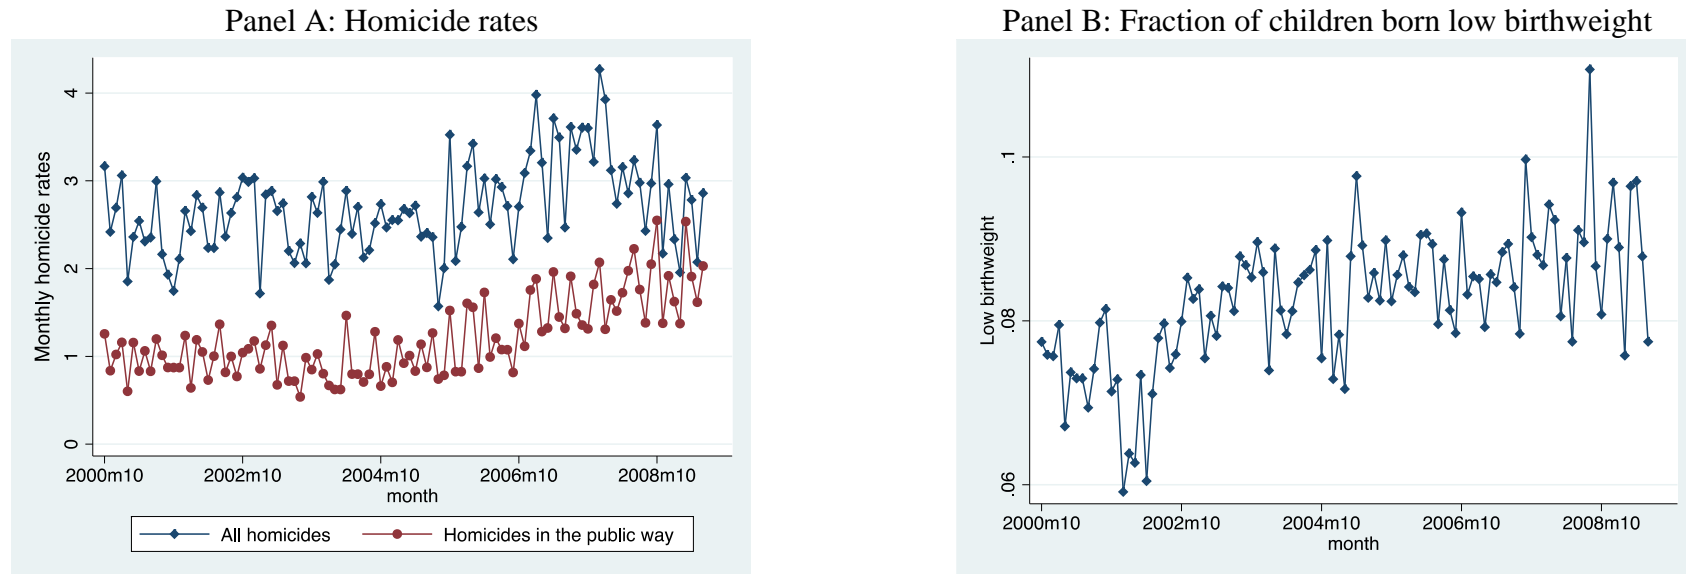 Panel A: Homicide rates
Monthly homicide rates
4
3
2
1
0
2000m10 2002m10 2004m10 2006m10 2008m10
month
All homicides Homicides in the public way
Panel B: Fraction of children born low birthweight
Low birthweight
.1
.08
.06
2000m10 2002m10 2004m10 2006m10 2008m10
month